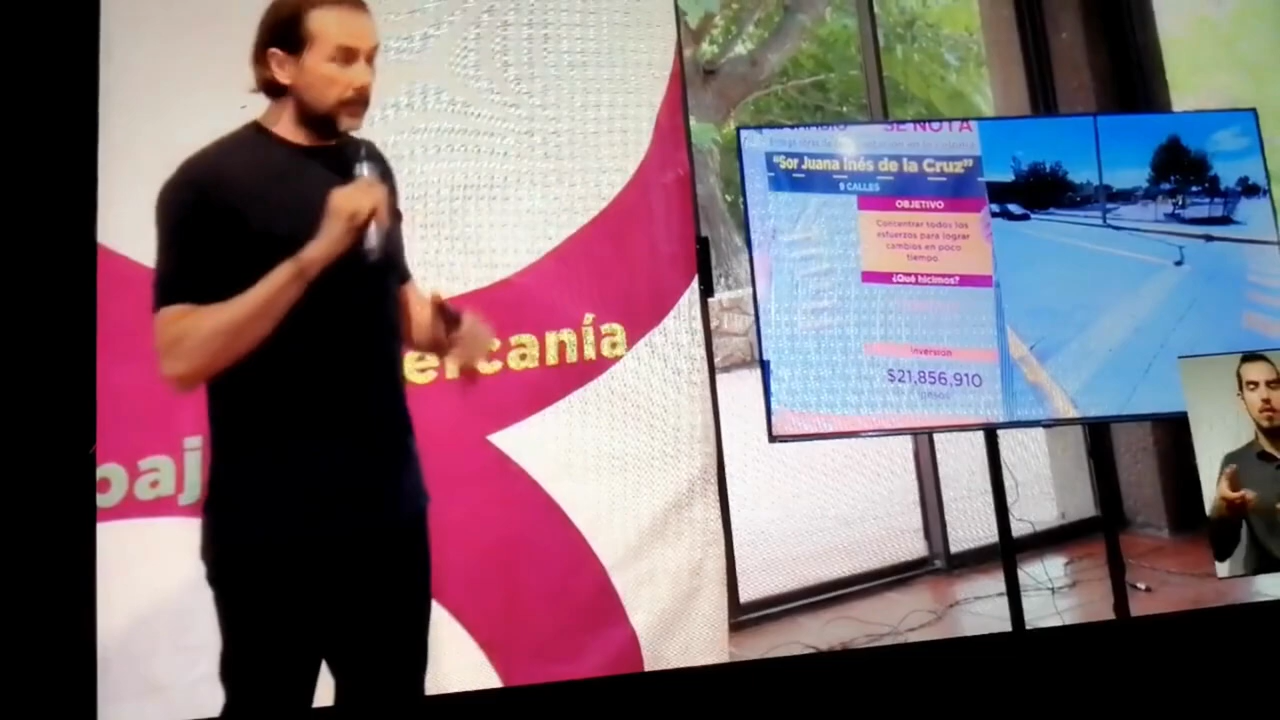 baj
ercanía
SE NOTA
"Sor Juana Inés de la Cruz"
9 CALLES
OBJETIVO
Concentrar todos los
esfuerzos para lograr
cambios en poco
tiempo
¿Qué hicimos?
Inversión
$21,856,910